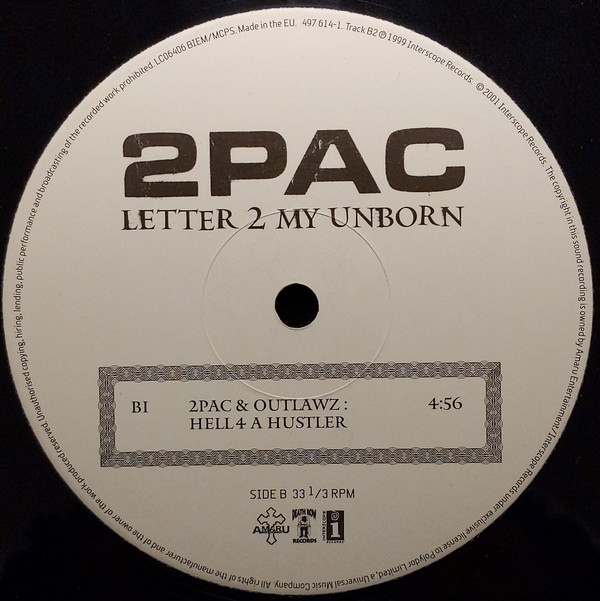 2PAC
LETTER 2 MY UNBORN
B1 2PAC & OUTLAWZ : 4:56
HELL 4 A HUSTLER
SIDE B 33 1/3 RPM
AMARU
DEATH ROW
RECORDS
INTERSCOPE
RECORDS
All rights of the manufacturer and of the owner of the work produced reserved. Unauthorised copying, hiring, lending, public performance and broadcasting of the recorded work prohibited. LC06406 BIEM/MCPS. Made in the EU. 497 614-1. Track B2 ℗ 1999 Interscope Records. © 2001 Interscope Records. The copyright in this sound recording is owned by Amaru Entertainment/Interscope Records under exclusive license to Polydor Limited, a Universal Music Company.